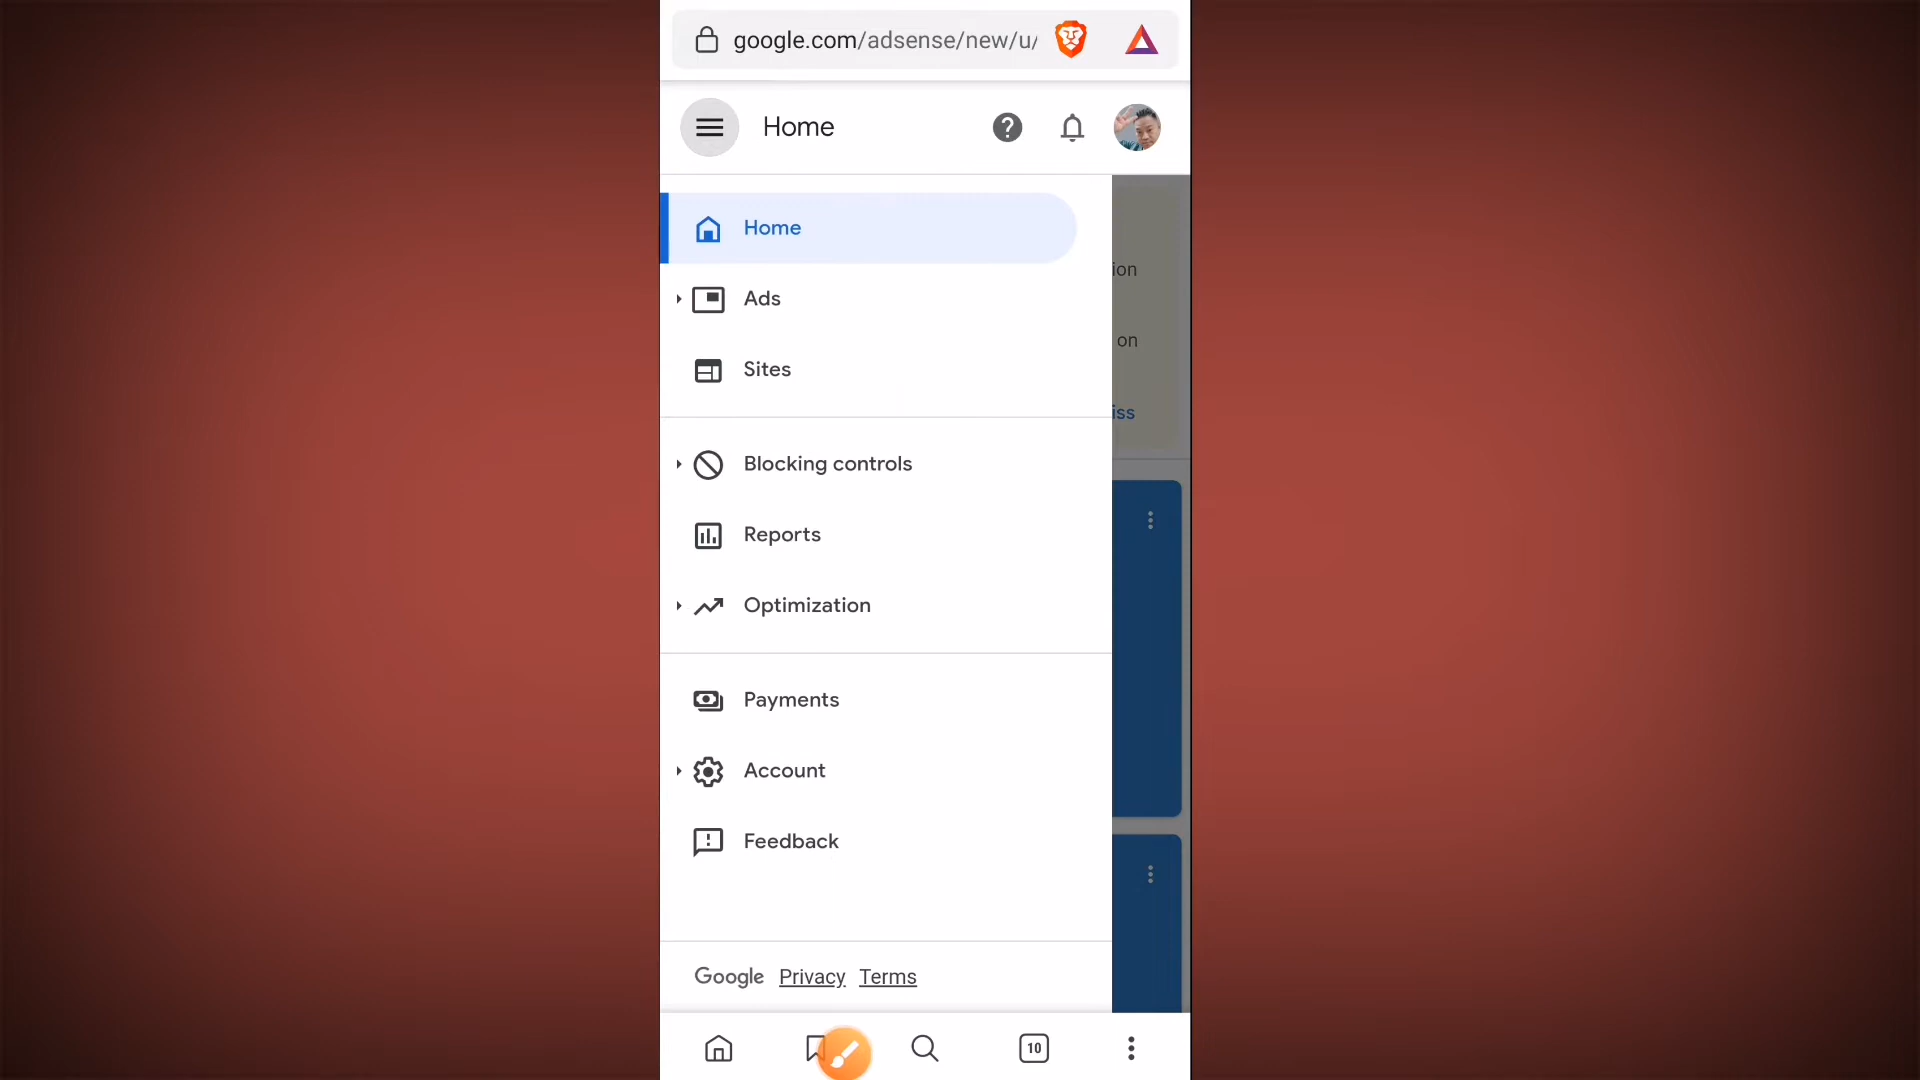 google.com/adsense/new/u/
Home
Home
Ads
Sites
Blocking controls
Reports
Optimization
Payments
Account
Feedback
Google Privacy Terms
ion
on
iss
10